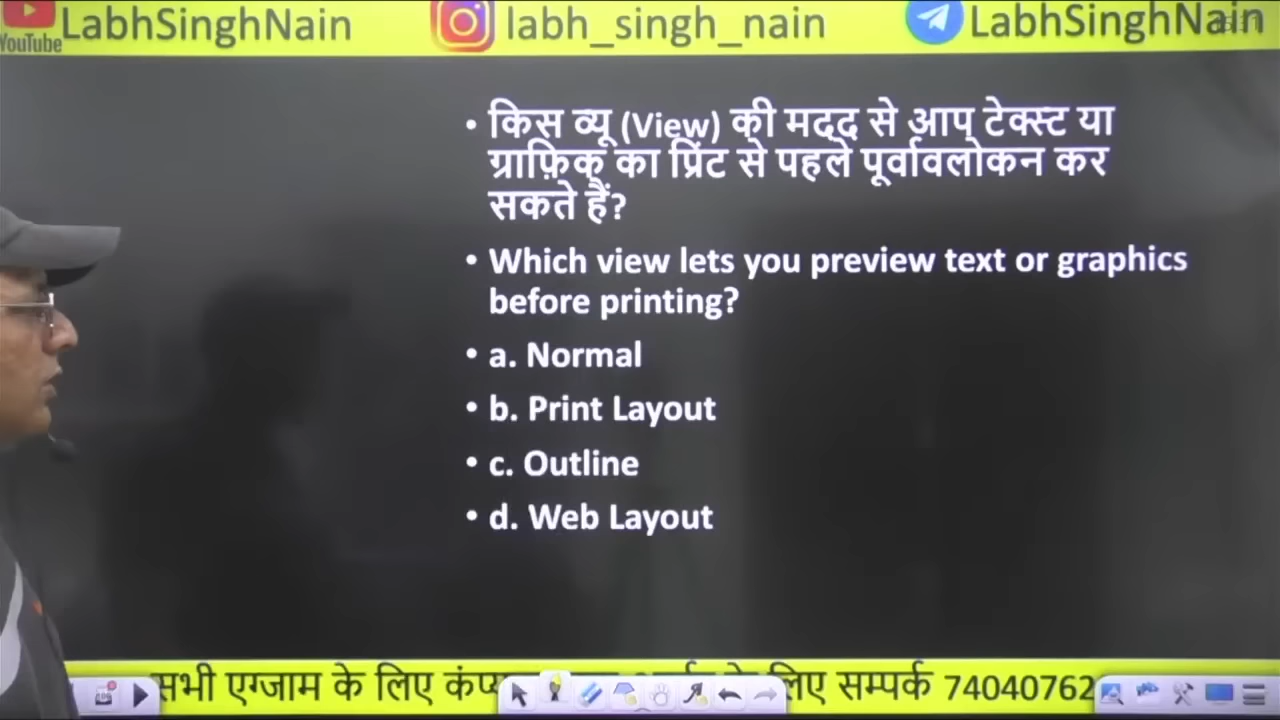 YouTube LabhSinghNain labh_singh_nain LabhSinghNain
• किस व्यू (View) की मदद से आप टेक्स्ट या
ग्राफ़िक का प्रिंट से पहले पूर्वावलोकन कर
सकते हैं?
• Which view lets you preview text or graphics
before printing?
• a. Normal
• b. Print Layout
• c. Outline
• d. Web Layout
सभी एग्जाम के लिए लिए सम्पर्क 74040762